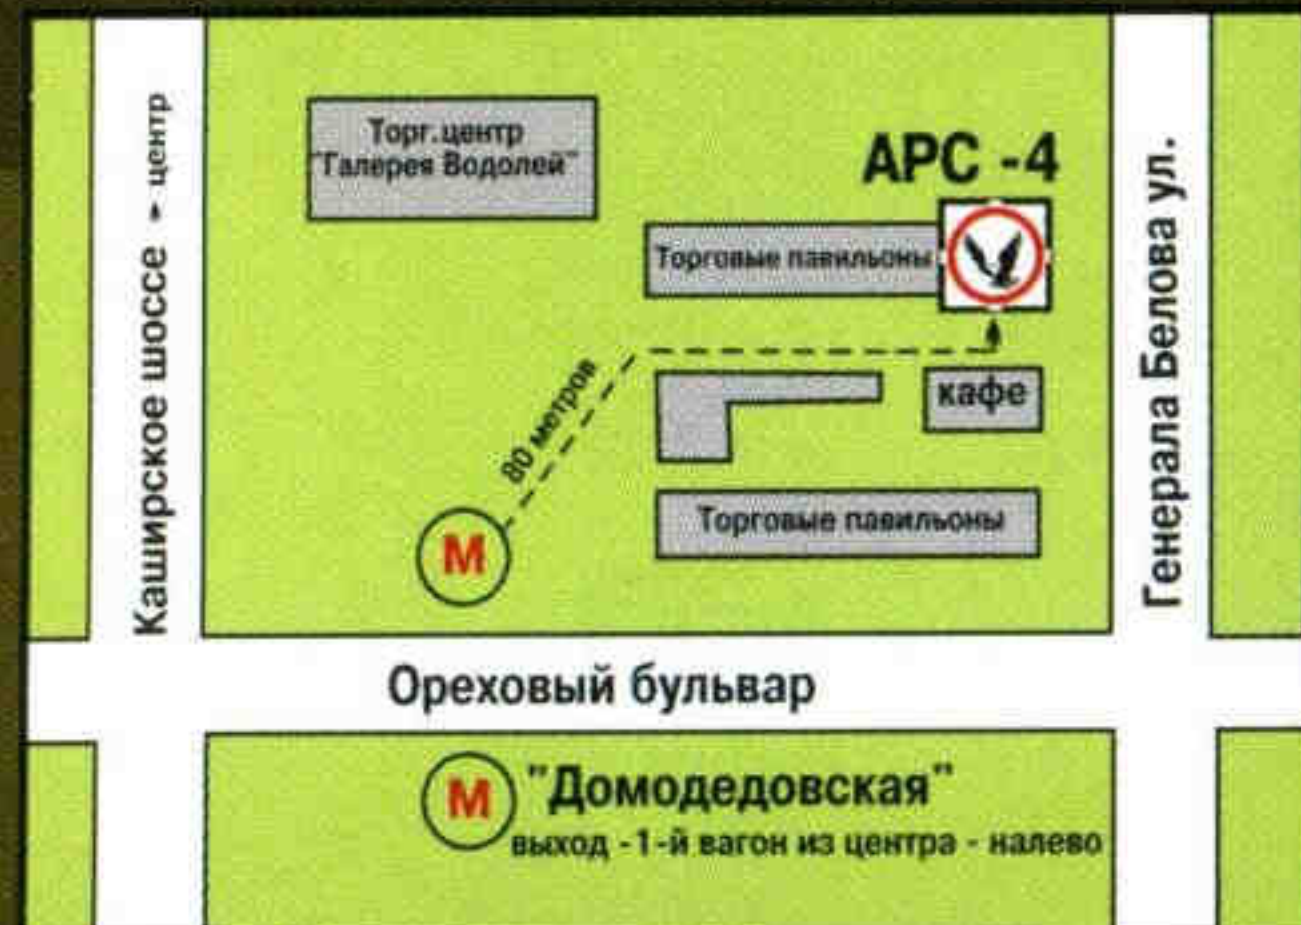 Каширское шоссе ► центр
Торг.центр
"Галерея Водолей"
АРС -4
Торговые павильоны
80 метров
кафе
Торговые павильоны
М
Генерала Белова ул.
Ореховый бульвар
М "Домодедовская"
выход - 1-й вагон из центра - налево